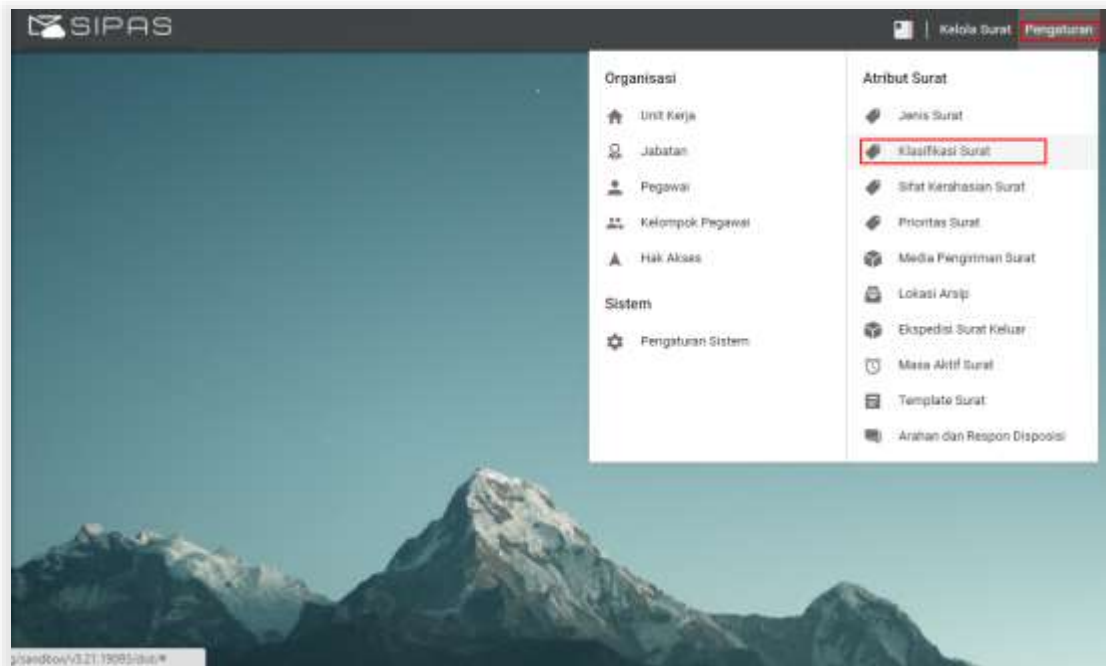 SIPAS
Kelola Surat
Pengaturan
Organisasi
Unit Kerja
Jabatan
Pegawai
Kelompok Pegawai
Hak Akses
Sistem
Pengaturan Sistem
Atribut Surat
Jenis Surat
Klasifikasi Surat
Sifat Kerahasian Surat
Prioritas Surat
Media Pengiriman Surat
Lokasi Arsip
Ekspedisi Surat Keluar
Masa Aktif Surat
Template Surat
Arahan dan Respon Disposisi